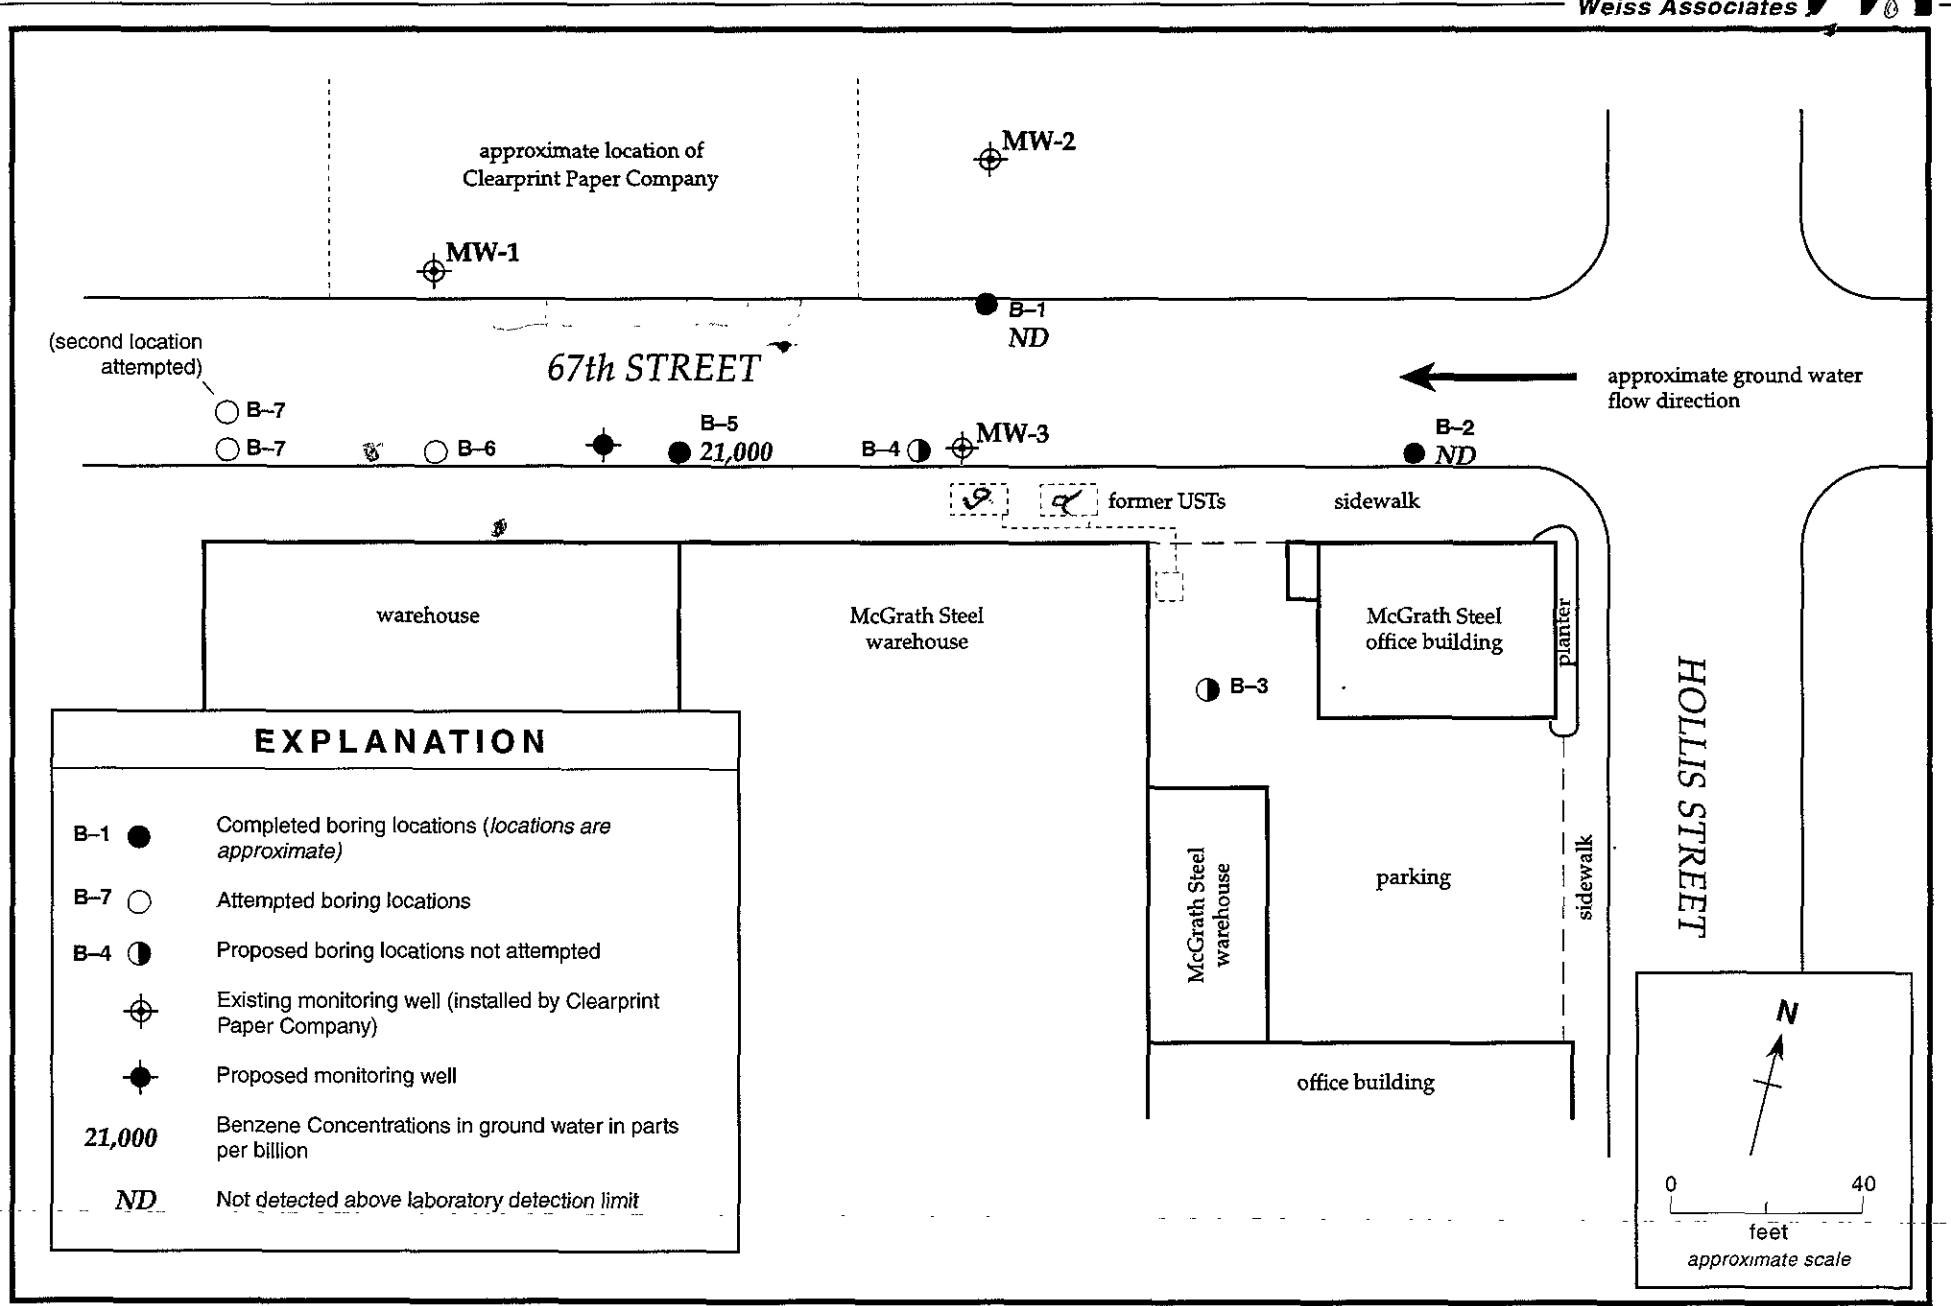 Weiss Associates
approximate location of
Clearprint Paper Company
MW-2
MW-1
B-1
ND
(second location
attempted)
67th STREET
approximate ground water
flow direction
B-7
B-7
B-6
B-5
21,000
B-4
MW-3
B-2
ND
former USTs
sidewalk
warehouse
McGrath Steel
warehouse
McGrath Steel
office building
planter
B-3
HOLLIS STREET
McGrath Steel
warehouse
parking
sidewalk
office building
EXPLANATION
B-1 Completed boring locations (locations are
approximate)
B-7 Attempted boring locations
B-4 Proposed boring locations not attempted
Existing monitoring well (installed by Clearprint
Paper Company)
Proposed monitoring well
21,000 Benzene Concentrations in ground water in parts
per billion
ND Not detected above laboratory detection limit
N
0 40
feet
approximate scale